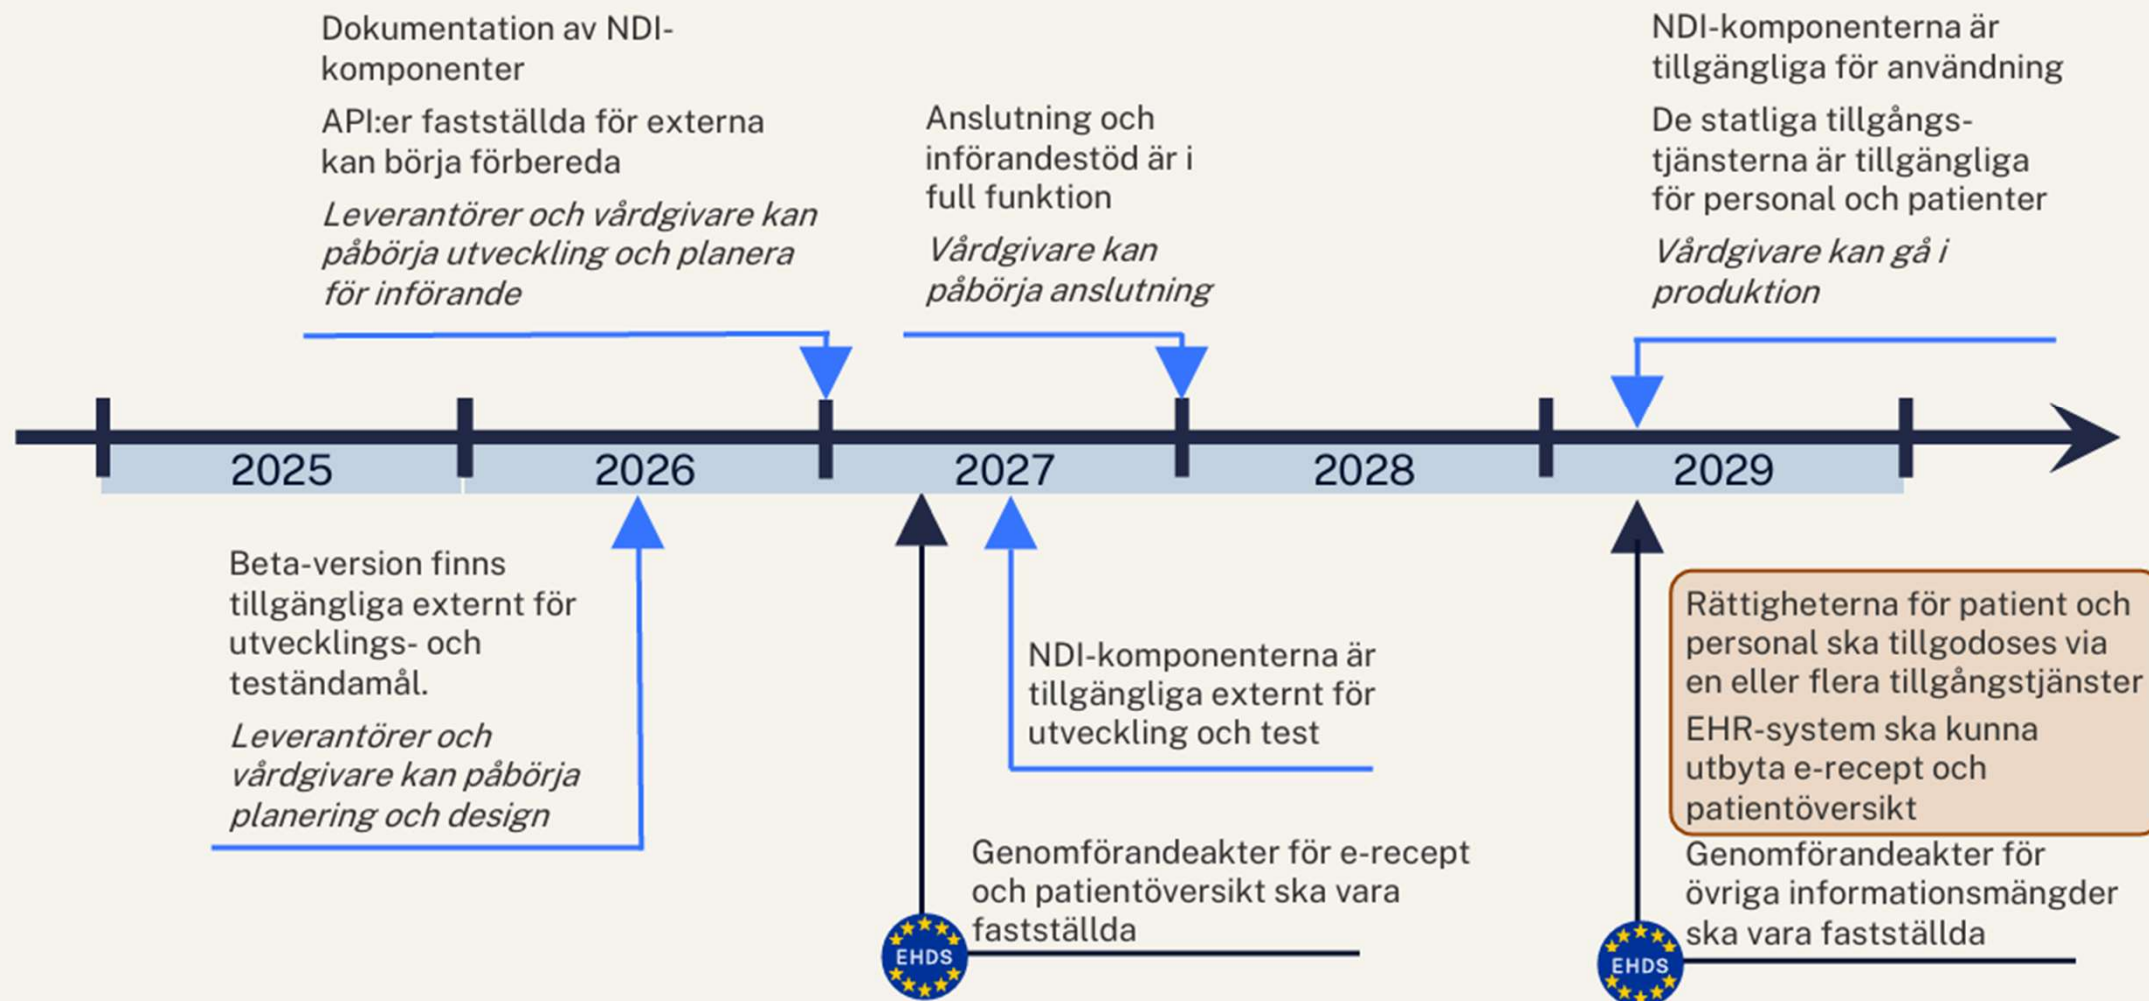 Dokumentation av NDI-
komponenter
API:er fastställda för externa
kan börja förbereda
Leverantörer och vårdgivare kan
påbörja utveckling och planera
för införande
Anslutning och
införandestöd är i
full funktion
Vårdgivare kan
påbörja anslutning
NDI-komponenterna är
tillgängliga för användning
De statliga tillgångs-
tjänsterna är tillgängliga
för personal och patienter
Vårdgivare kan gå i
produktion
2025
2026
2027
2028
2029
Beta-version finns
tillgängliga externt för
utvecklings- och
teständamål.
Leverantörer och
vårdgivare kan påbörja
planering och design
NDI-komponenterna är
tillgängliga externt för
utveckling och test
Genomförandeakter för e-recept
och patientöversikt ska vara
fastställda
EHDS
Rättigheterna för patient och
personal ska tillgodoses via
en eller flera tillgångstjänster
EHR-system ska kunna
utbyta e-recept och
patientöversikt
Genomförandeakter för
övriga informationsmängder
ska vara fastställda
EHDS